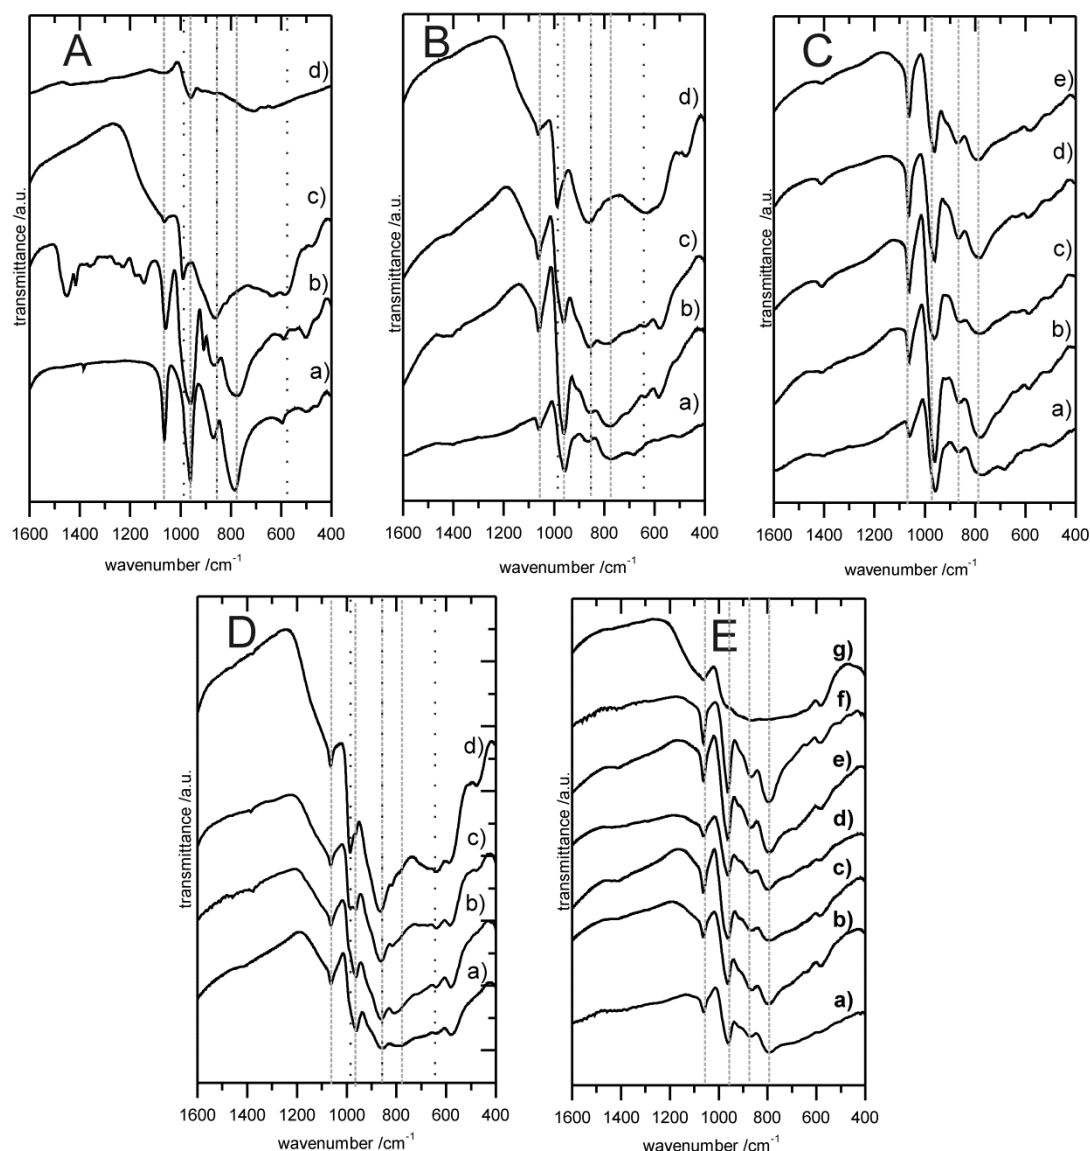 A
B
C
d)
c)
b)
a)
d)
c)
b)
a)
e)
d)
c)
b)
a)
transmittance /a.u.
transmittance /a.u.
transmittance /a.u.
1600 1400 1200 1000 800 600 400
1600 1400 1200 1000 800 600 400
1600 1400 1200 1000 800 600 400
wavenumber /cm⁻¹
wavenumber /cm⁻¹
wavenumber /cm⁻¹
D
E
d)
c)
b)
a)
g)
f)
e)
d)
c)
b)
a)
transmittance /a.u.
transmittance /a.u.
1600 1400 1200 1000 800 600 400
1600 1400 1200 1000 800 600 400
wavenumber /cm⁻¹
wavenumber /cm⁻¹